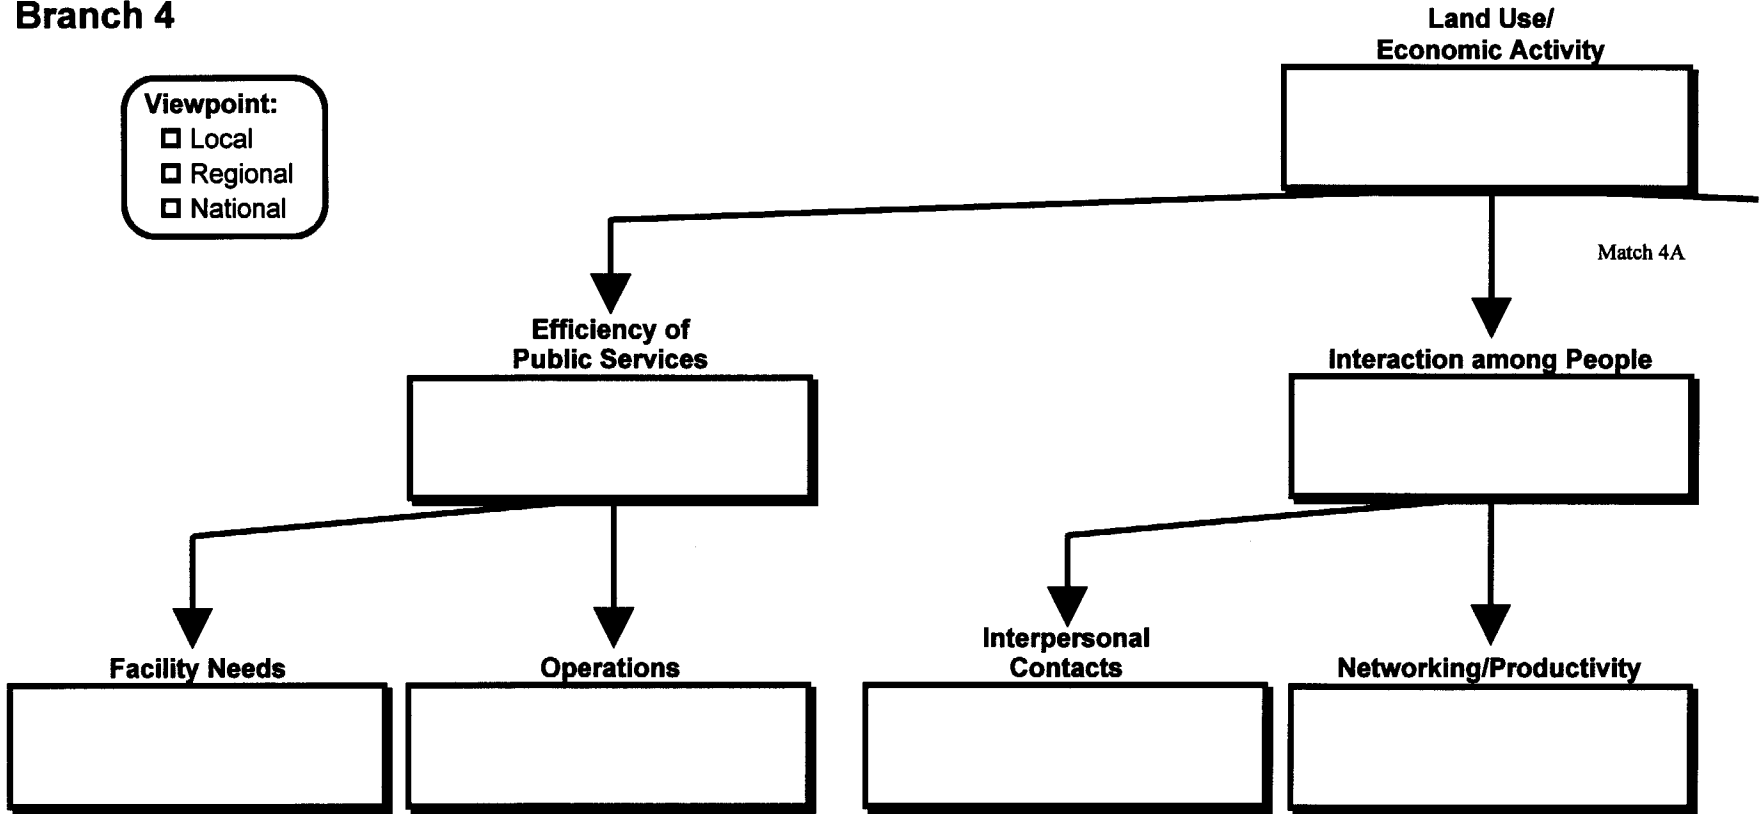 Branch 4
Land Use/
Economic Activity
Viewpoint:
Local
Regional
National
Match 4A
Efficiency of
Public Services
Interaction among People
Facility Needs
Operations
Interpersonal
Contacts
Networking/Productivity